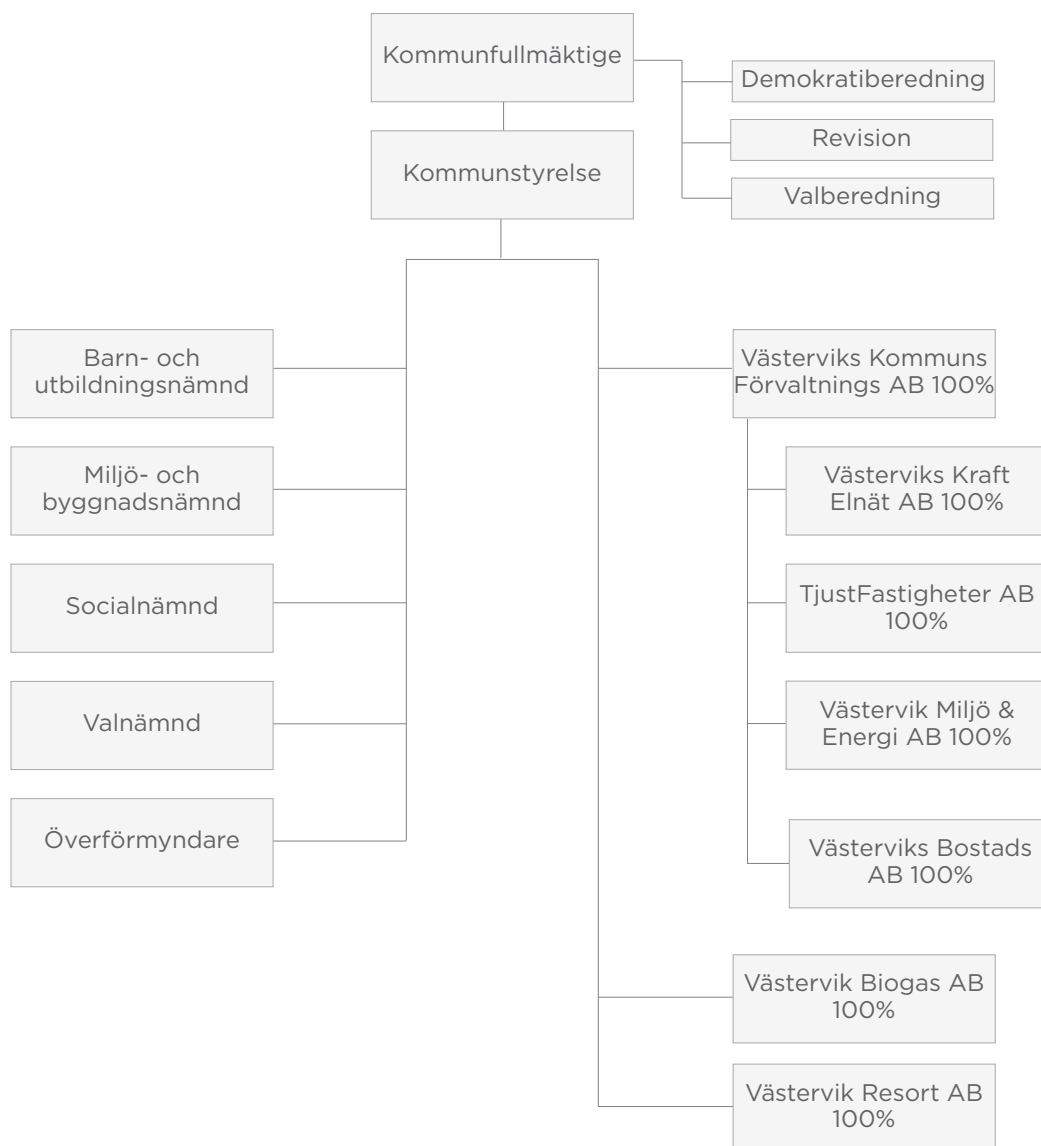 Kommunfullmäktige
Demokratiberedning
Revision
Kommunstyrelse
Valberedning
Barn- och
utbildningsnämnd
Miljö- och
byggnadsnämnd
Socialnämnd
Valnämnd
Överförmyndare
Västerviks Kommuns
Förvaltnings AB 100%
Västerviks Kraft
Elnät AB 100%
TjustFastigheter AB
100%
Västervik Miljö &
Energi AB 100%
Västerviks Bostads
AB 100%
Västervik Biogas AB
100%
Västervik Resort AB
100%